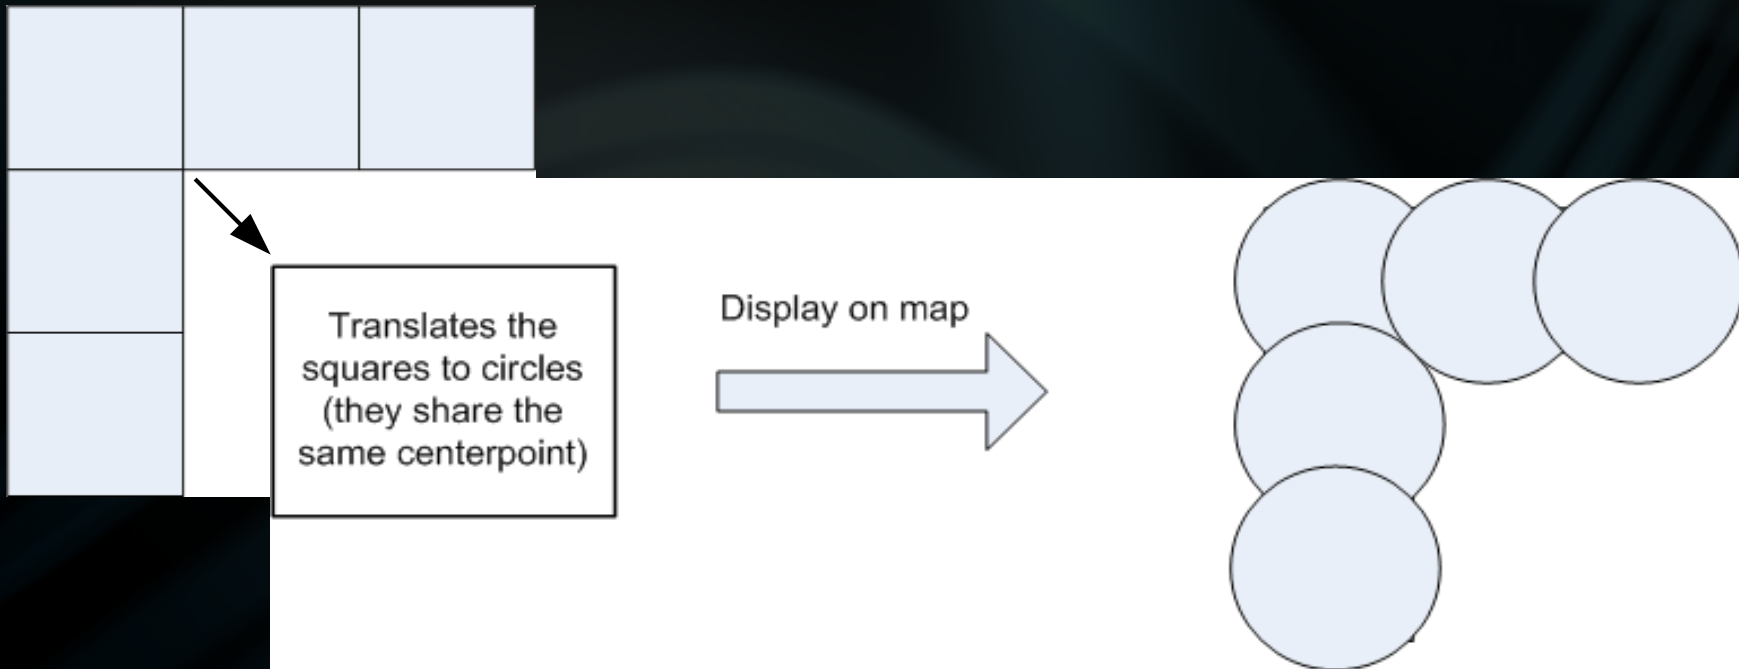 Translates the
squares to circles
(they share the
same centerpoint)
Display on map